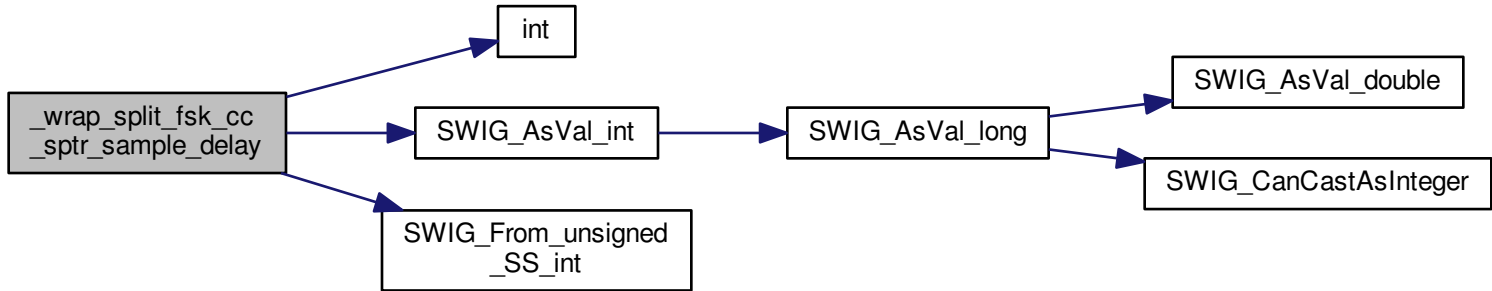 int
_wrap_split_fsk_cc
_sptr_sample_delay
SWIG_AsVal_int
SWIG_AsVal_long
SWIG_AsVal_double
SWIG_CanCastAsInteger
SWIG_From_unsigned
_SS_int